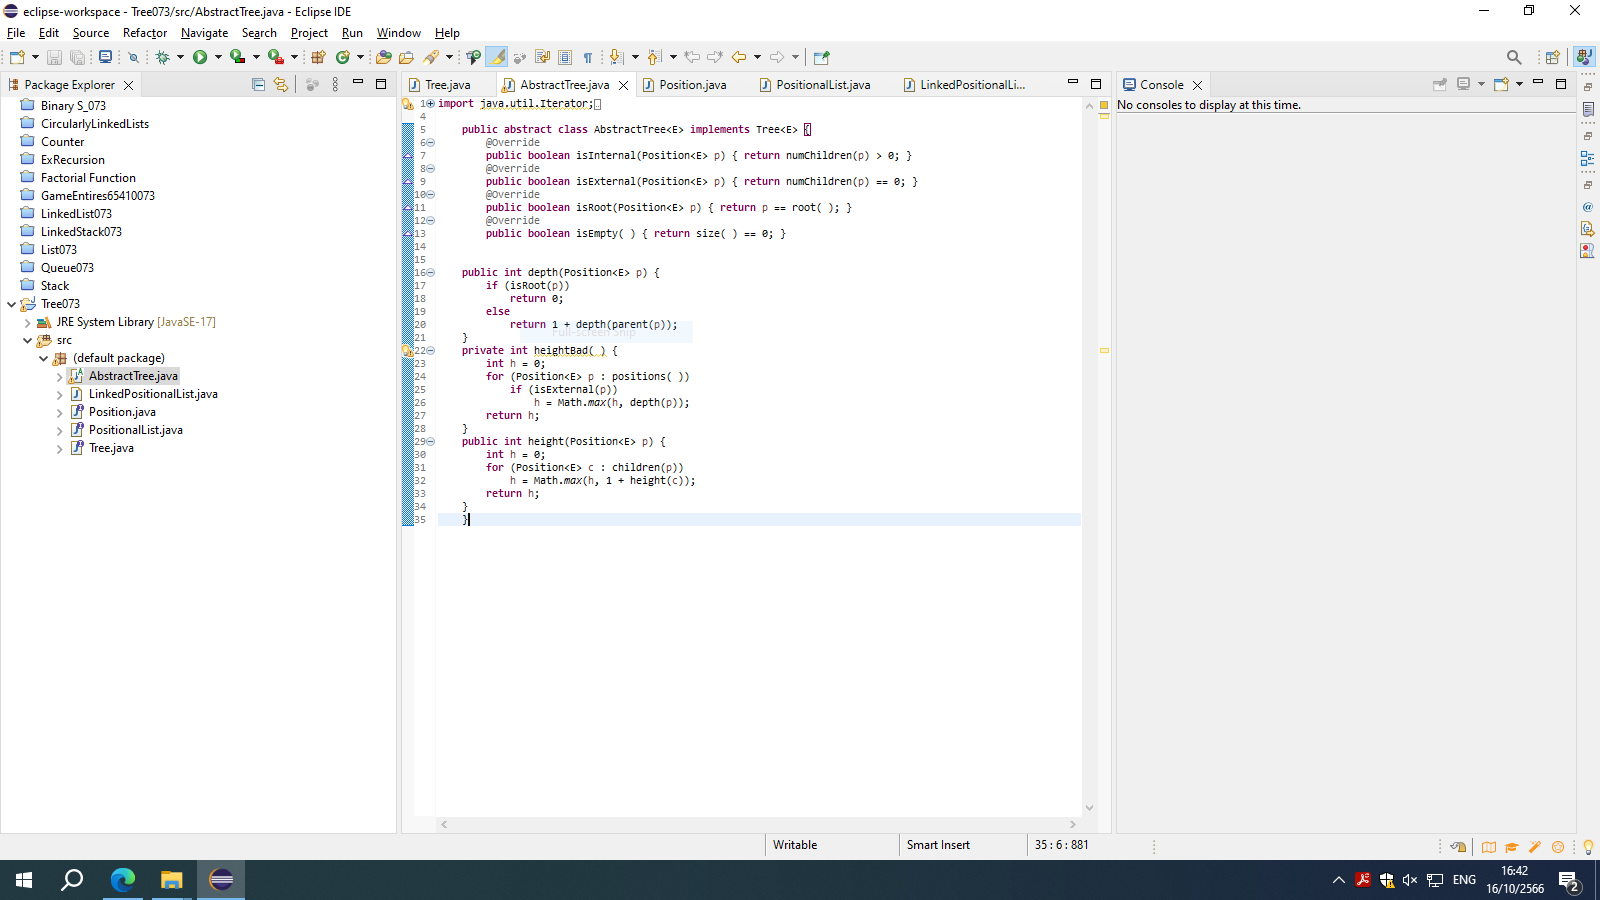 eclipse-workspace - Tree073/src/AbstractTree.java - Eclipse IDE
File Edit Source Refactor Navigate Search Project Run Window Help
Package Explorer
Binary S_073
CircularlyLinkedLists
Counter
ExRecursion
Factorial Function
GameEntires65410073
LinkedList073
LinkedStack073
List073
Queue073
Stack
Tree073
JRE System Library [JavaSE-17]
src
(default package)
AbstractTree.java
LinkedPositionalList.java
Position.java
PositionalList.java
Tree.java
Tree.java AbstractTree.java Position.java PositionalList.java LinkedPositionalLi...
1 import java.util.Iterator;
4
5 public abstract class AbstractTree<E> implements Tree<E> {
6 @Override
7 public boolean isInternal(Position<E> p) { return numChildren(p) > 0; }
8 @Override
9 public boolean isExternal(Position<E> p) { return numChildren(p) == 0; }
10 @Override
11 public boolean isRoot(Position<E> p) { return p == root( ); }
12 @Override
13 public boolean isEmpty( ) { return size( ) == 0; }
14
15
16 public int depth(Position<E> p) {
17 if (isRoot(p))
18 return 0;
19 else
20 return 1 + depth(parent(p));
Full-screen Snip
21 }
22 private int heightBad( ) {
23 int h = 0;
24 for (Position<E> p : positions( ))
25 if (isExternal(p))
26 h = Math.max(h, depth(p));
27 return h;
28 }
29 public int height(Position<E> p) {
30 int h = 0;
31 for (Position<E> c : children(p))
32 h = Math.max(h, 1 + height(c));
33 return h;
34 }
35 }
Console
No consoles to display at this time.
Writable Smart Insert 35 : 6 : 881
ENG
16:42
16/10/2566
2